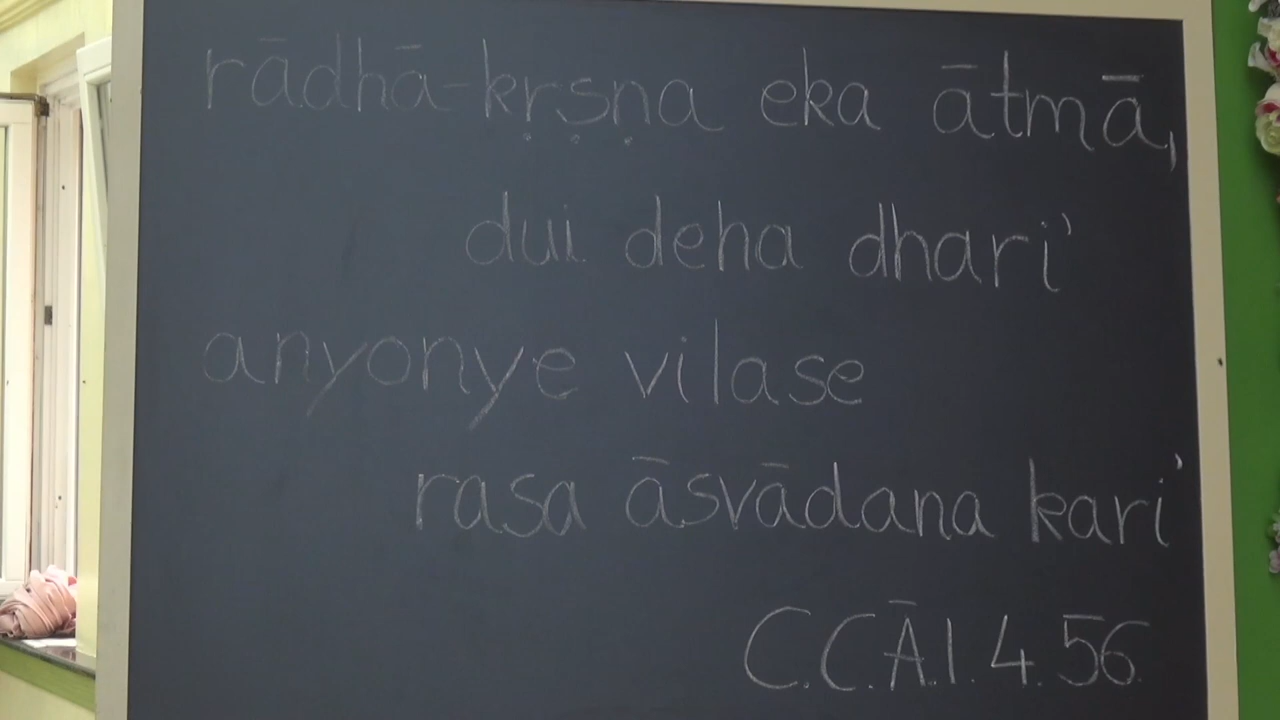 rādhā-kṛṣṇa eka ātmā,
dui deha dhari'
anyonye vilase
rasa āsvādana kari'
C.C.Ā.1.4.56